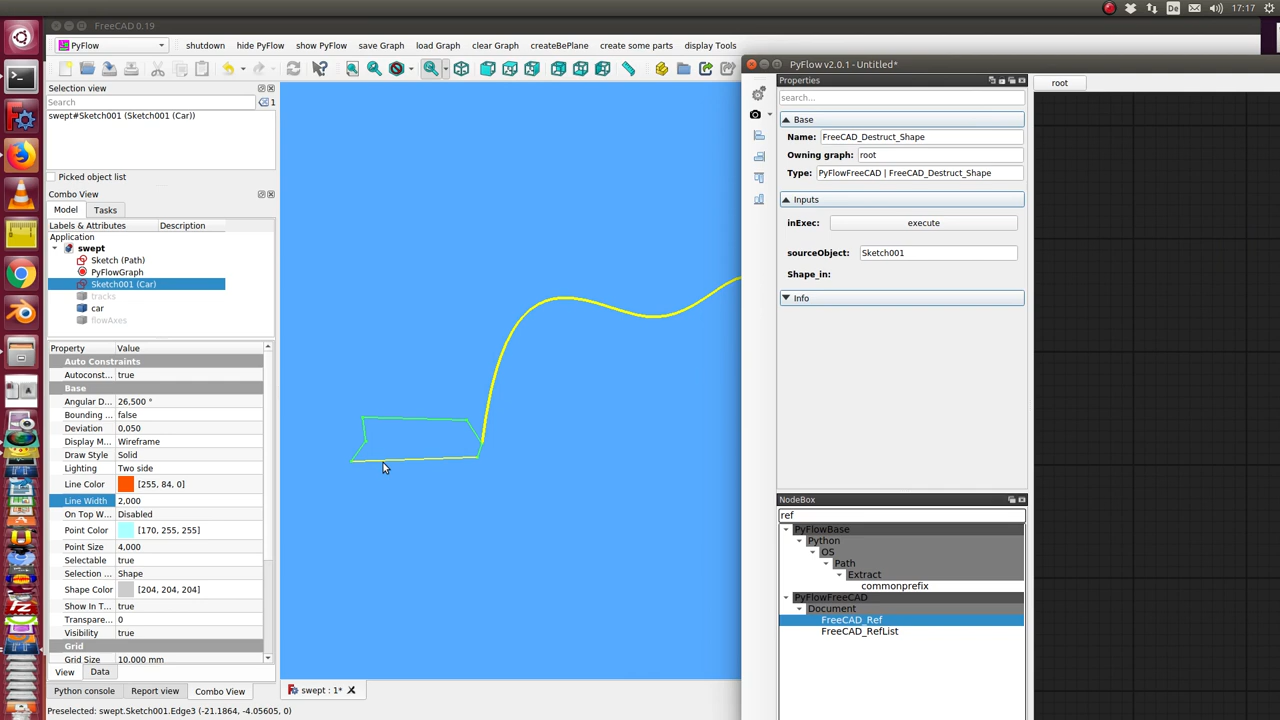 De
17:17
FreeCAD 0.19
PyFlow
shutdown
hide PyFlow
show PyFlow
save Graph
load Graph
clear Graph
createBePlane
create some parts
display Tools
Selection view
Search
1
swept#Sketch001 (Sketch001 (Car))
Picked object list
Combo View
Model
Tasks
Labels & Attributes
Description
Application
swept
Sketch (Path)
PyFlowGraph
Sketch001 (Car)
tracks
car
flowAxes
Property
Value
Auto Constraints
Autoconst...
true
Base
Angular D...
26,500 °
Bounding ...
false
Deviation
0,050
Display M...
Wireframe
Draw Style
Solid
Lighting
Two side
Line Color
[255, 84, 0]
Line Width
2,000
On Top W...
Disabled
Point Color
[170, 255, 255]
Point Size
4,000
Selectable
true
Selection ...
Shape
Shape Color
[204, 204, 204]
Show In T...
true
Transpare...
0
Visibility
true
Grid
Grid Size
10.000 mm
View
Data
Python console
Report view
Combo View
swept : 1*
Preselected: swept.Sketch001.Edge3 (-21.1864, -4.05605, 0)
PyFlow v2.0.1 - Untitled*
Properties
search...
Base
Name:
FreeCAD_Destruct_Shape
Owning graph:
root
Type:
PyFlowFreeCAD | FreeCAD_Destruct_Shape
Inputs
inExec:
execute
sourceObject:
Sketch001
Shape_in:
Info
NodeBox
ref
PyFlowBase
Python
OS
Path
Extract
commonprefix
PyFlowFreeCAD
Document
FreeCAD_Ref
FreeCAD_RefList
root